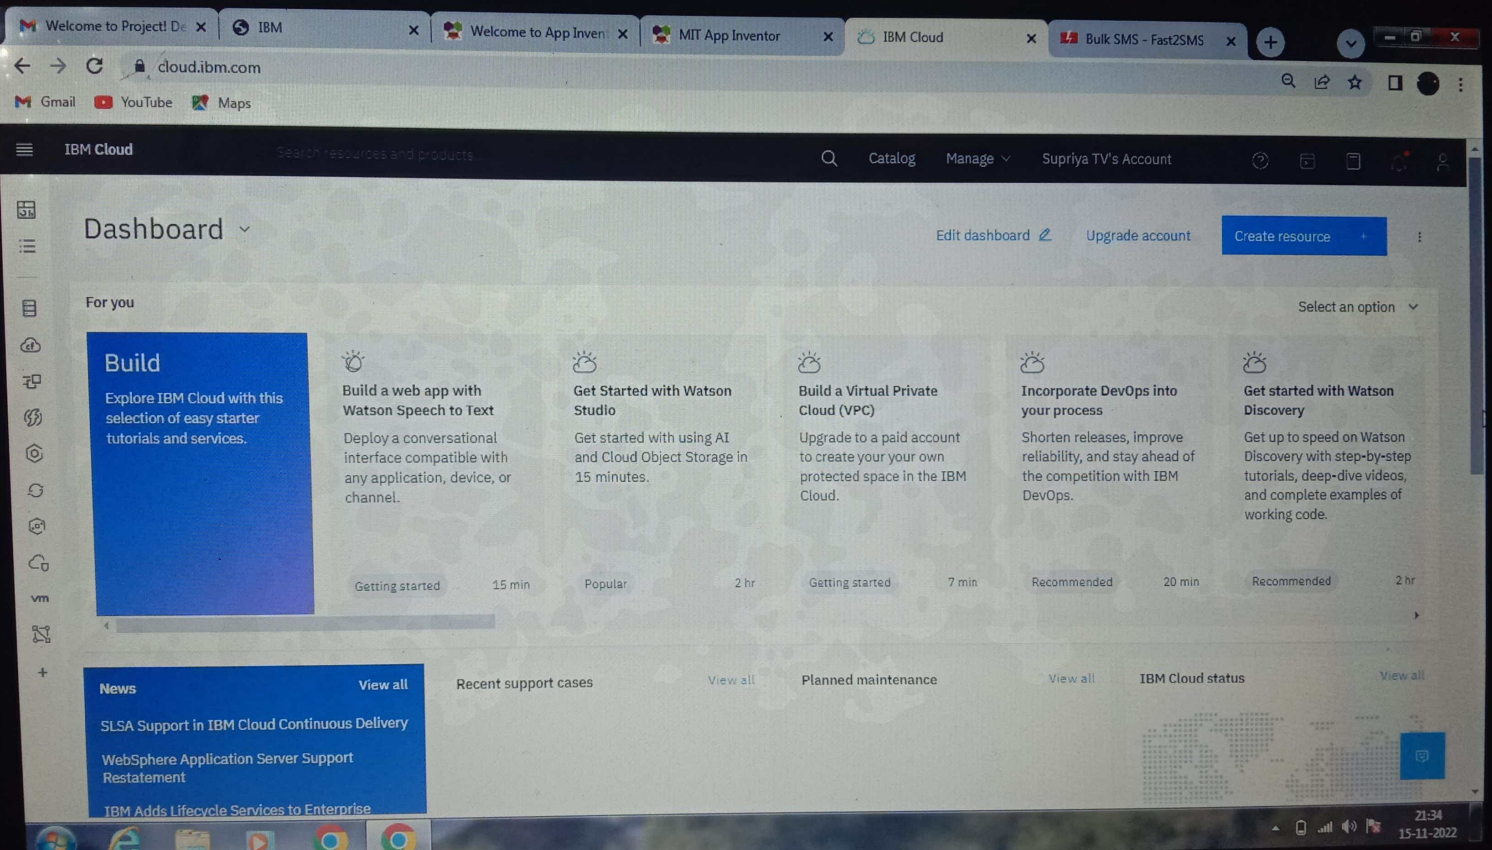 Welcome to Project! De
IBM
Welcome to App Inven
MIT App Inventor
IBM Cloud
Bulk SMS - Fast2SMS
cloud.ibm.com
Gmail
YouTube
Maps
IBM Cloud
Search resources and products...
Catalog
Manage
Supriya TV's Account
Dashboard
Edit dashboard
Upgrade account
Create resource +
For you
Select an option
Build
Explore IBM Cloud with this
selection of easy starter
tutorials and services.
Build a web app with
Watson Speech to Text
Deploy a conversational
interface compatible with
any application, device, or
channel.
Getting started
15 min
Get Started with Watson
Studio
Get started with using AI
and Cloud Object Storage in
15 minutes.
Popular
2 hr
Build a Virtual Private
Cloud (VPC)
Upgrade to a paid account
to create your your own
protected space in the IBM
Cloud.
Getting started
7 min
Incorporate DevOps into
your process
Shorten releases, improve
reliability, and stay ahead of
the competition with IBM
DevOps.
Recommended
20 min
Get started with Watson
Discovery
Get up to speed on Watson
Discovery with step-by-step
tutorials, deep-dive videos,
and complete examples of
working code.
Recommended
2 hr
vm
News
View all
SLSA Support in IBM Cloud Continuous Delivery
WebSphere Application Server Support
Restatement
IBM Adds Lifecycle Services to Enterprise
Recent support cases
View all
Planned maintenance
View all
IBM Cloud status
View all
21:34
15-11-2022